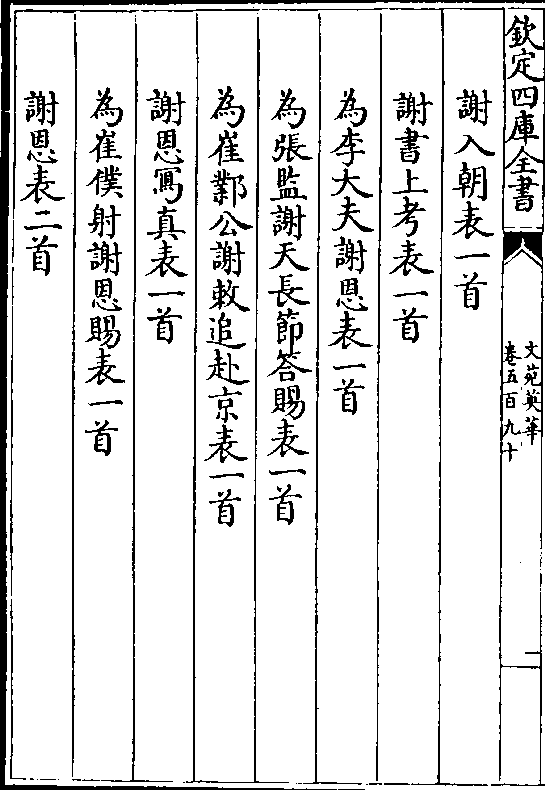 欽定四庫全書
文苑英華
卷五百九十
一
謝入朝表一首
謝書上考表一首
為李大夫謝恩表一首
為張監謝天長節答賜表一首
為崔鄴公謝敕追赴京表一首
謝恩寫真表一首
為崔僕射謝恩賜表一首
謝恩表二首